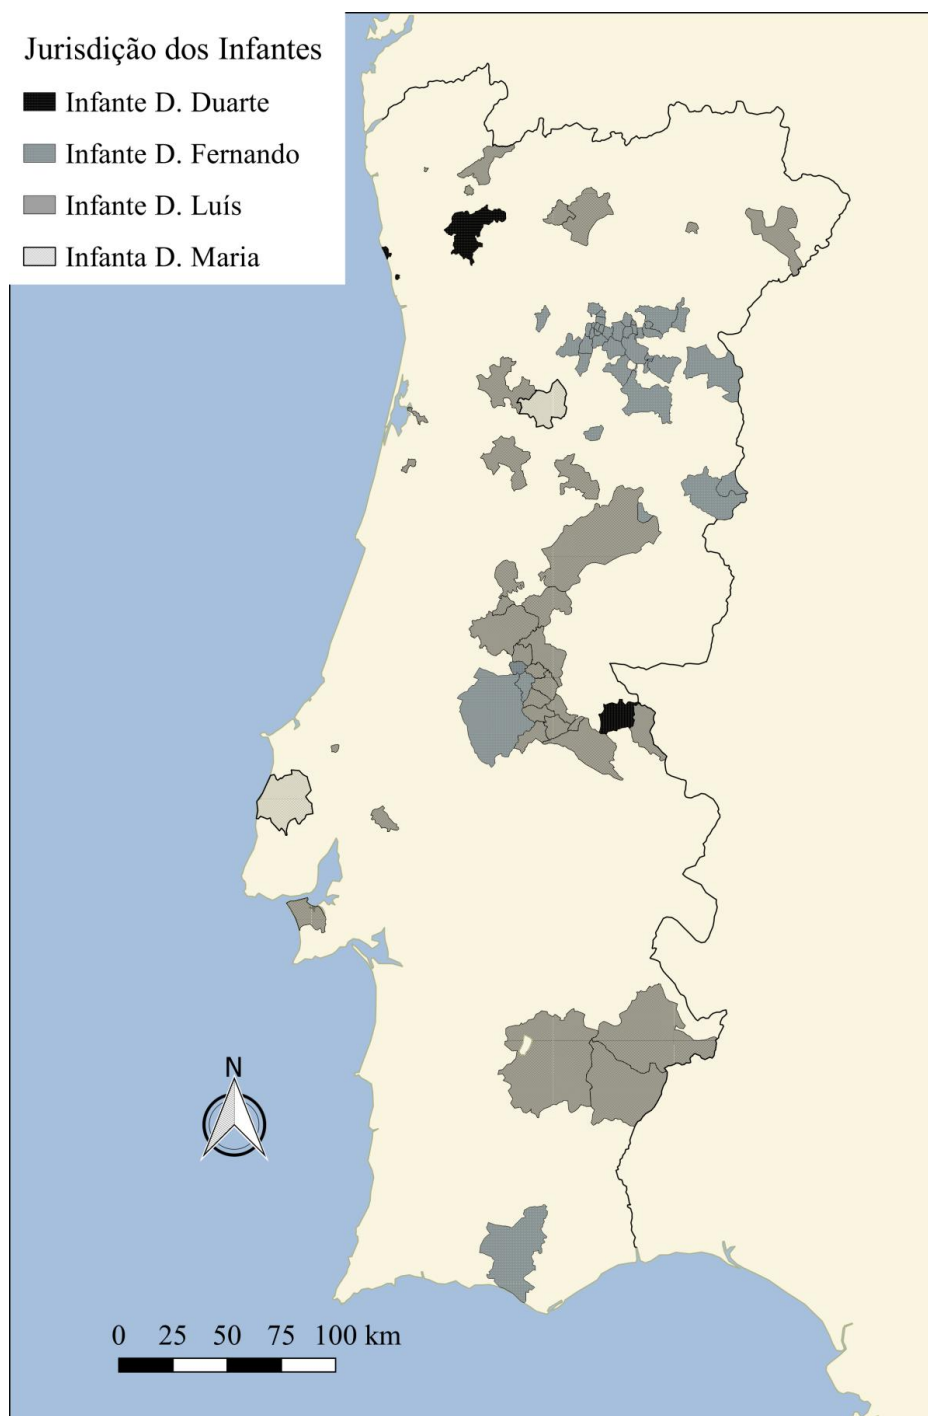 Jurisdição dos Infantes
Infante D. Duarte
Infante D. Fernando
Infante D. Luís
Infanta D. Maria
N
0 25 50 75 100 km